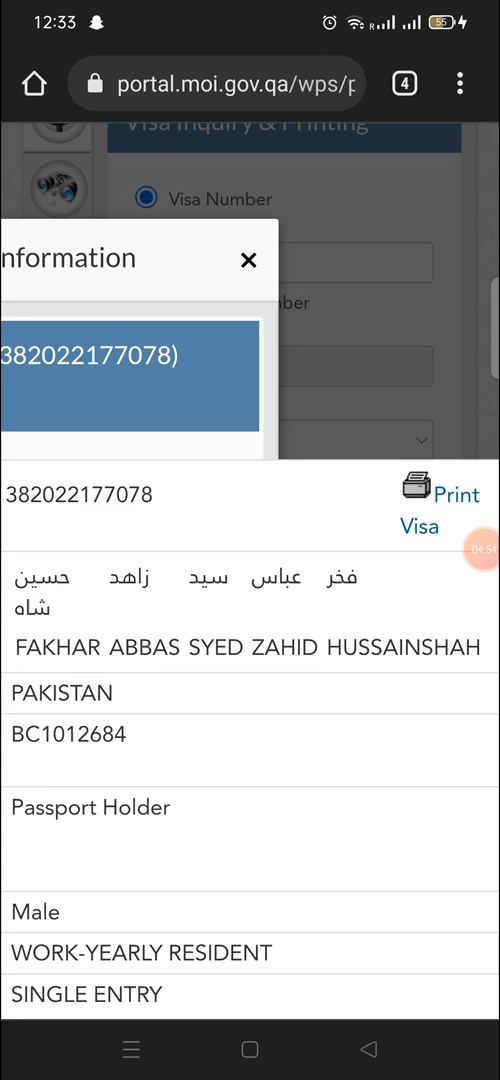 12:33
R
55
portal.moi.gov.qa/wps/p
4
Visa Inquiry & Printing
Visa Number
nformation
×
nber
382022177078)
382022177078
Print
Visa
04:54
فخر عباس سيد زاهد حسين
شاه
FAKHAR ABBAS SYED ZAHID HUSSAINSHAH
PAKISTAN
BC1012684
Passport Holder
Male
WORK-YEARLY RESIDENT
SINGLE ENTRY